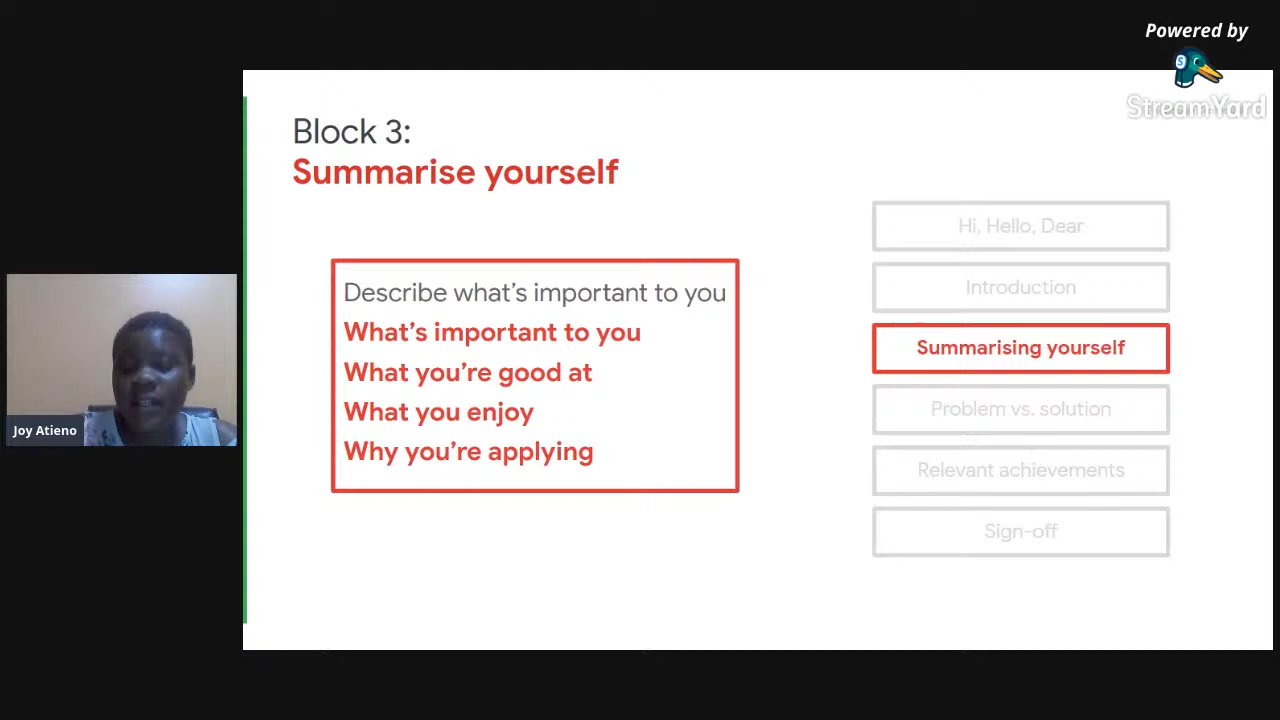 Powered by
StreamYard
Block 3:
Summarise yourself
Describe what's important to you
What's important to you
What you're good at
What you enjoy
Why you're applying
Hi, Hello, Dear
Introduction
Summarising yourself
Problem vs. solution
Relevant achievements
Sign-off
Joy Atieno